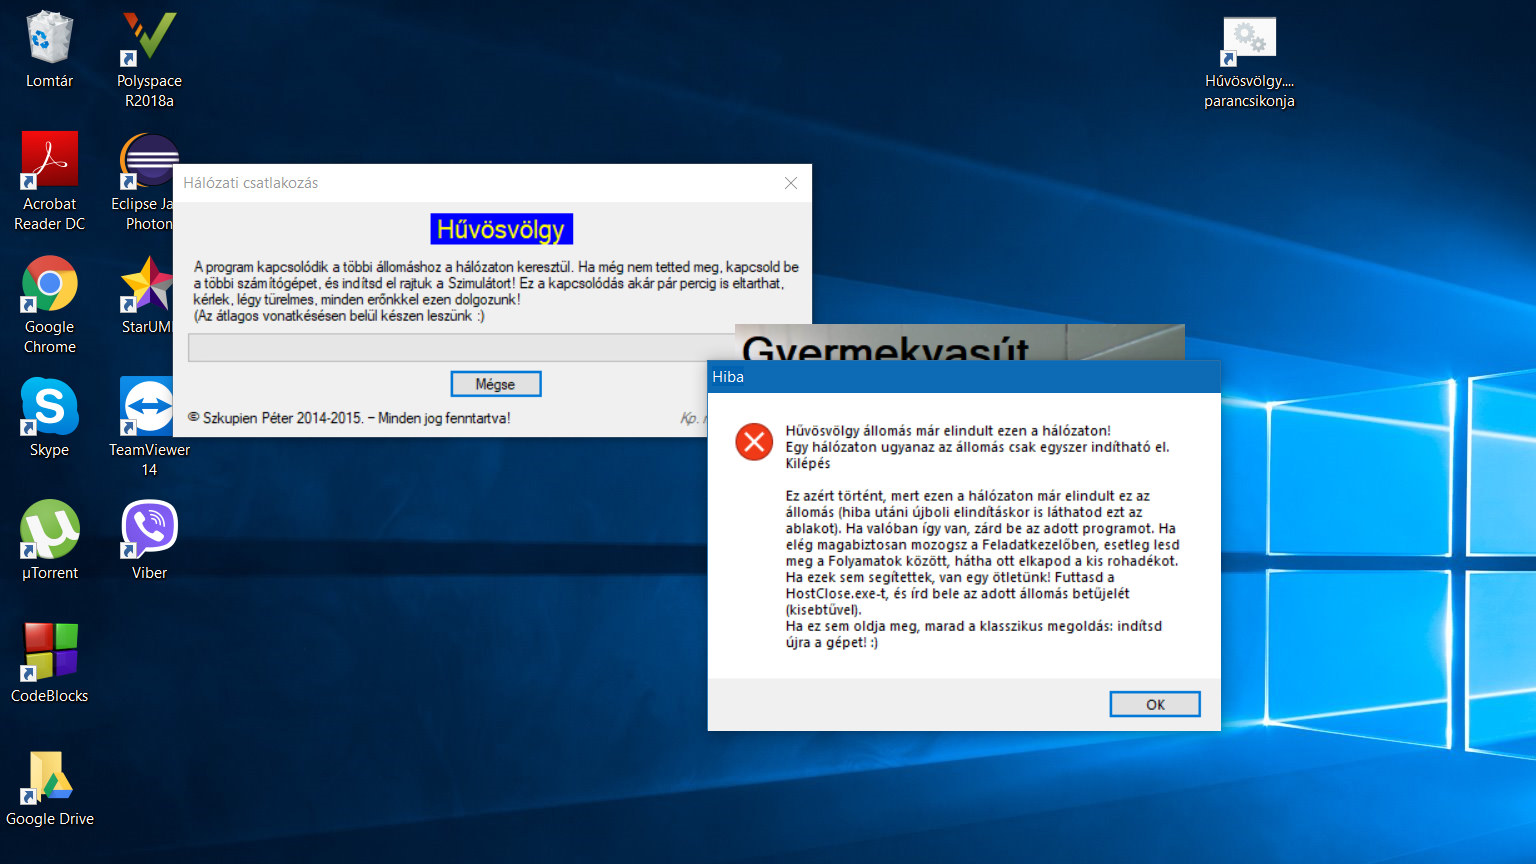 Lomtár
Polyspace
R2018a
Hűvösvölgy....
parancsikonja
Acrobat
Reader DC
Eclipse Ja
Photon
Google
Chrome
StarUM
Skype
TeamViewer
14
µTorrent
Viber
CodeBlocks
Google Drive
Hálózati csatlakozás
Hűvösvölgy
A program kapcsolódik a többi állomáshoz a hálózaton keresztül. Ha még nem tetted meg, kapcsold be
a többi számítógépet, és indítsd el rajtuk a Szimulátort! Ez a kapcsolódás akár pár percig is eltarthat,
kérlek, légy türelmes, minden erőnkkel ezen dolgozunk!
(Az átlagos vonatkésésen belül készen leszünk :)
Mégse
© Szkupien Péter 2014-2015. – Minden jog fenntartva!
Kp.
Gyermekvasút
Hiba
Hűvösvölgy állomás már elindult ezen a hálózaton!
Egy hálózaton ugyanaz az állomás csak egyszer indítható el.
Kilépés
Ez azért történt, mert ezen a hálózaton már elindult ez az
állomás (hiba utáni újboli elindításkor is láthatod ezt az
ablakot). Ha valóban így van, zárd be az adott programot. Ha
elég magabiztosan mozogsz a Feladatkezelőben, esetleg lesd
meg a Folyamatok között, hátha ott elkapod a kis rohadékot.
Ha ezek sem segítettek, van egy ötletünk! Futtasd a
HostClose.exe-t, és írd bele az adott állomás betűjelét
(kisebtűvel).
Ha ez sem oldja meg, marad a klasszikus megoldás: indítsd
újra a gépet! :)
OK